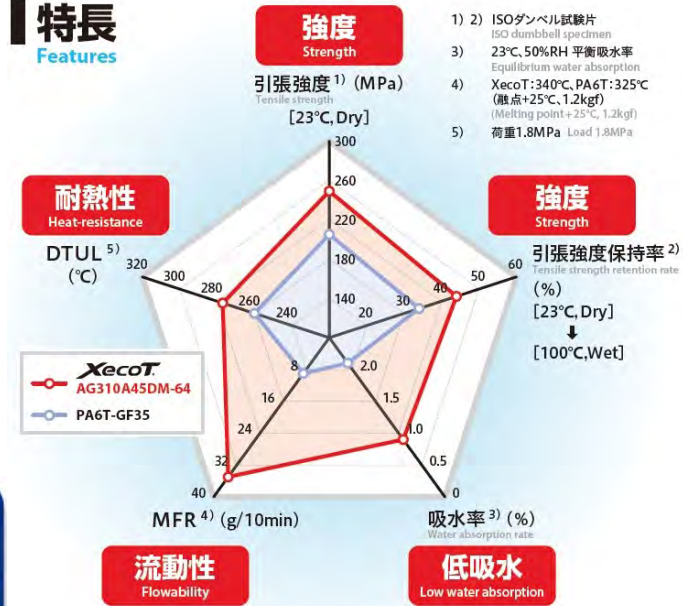 特長
Features
強度
Strength
引張強度 1) (MPa)
Tensile strength
[23℃, Dry]
1) 2) ISOダンベル試験片
ISO dumbbell specimen
3) 23℃, 50%RH 平衡吸水率
Equilibrium water absorption
4) XecoT:340℃, PA6T:325℃
(融点+25℃, 1.2kgf)
(Melting point+25℃, 1.2kgf)
5) 荷重1.8MPa Load 1.8MPa
耐熱性
Heat-resistance
DTUL 5)
(℃)
強度
Strength
引張強度保持率 2)
Tensile strength retention rate
(%)
[23℃, Dry]
↓
[100℃, Wet]
300
260
220
180
140
320
300
280
260
240
20
30
40
50
60
8
16
24
32
40
2.0
1.5
1.0
0.5
0
XecoT
AG310A45DM-64
PA6T-GF35
MFR 4) (g/10min)
吸水率 3) (%)
Water absorption rate
流動性
Flowability
低吸水
Low water absorption